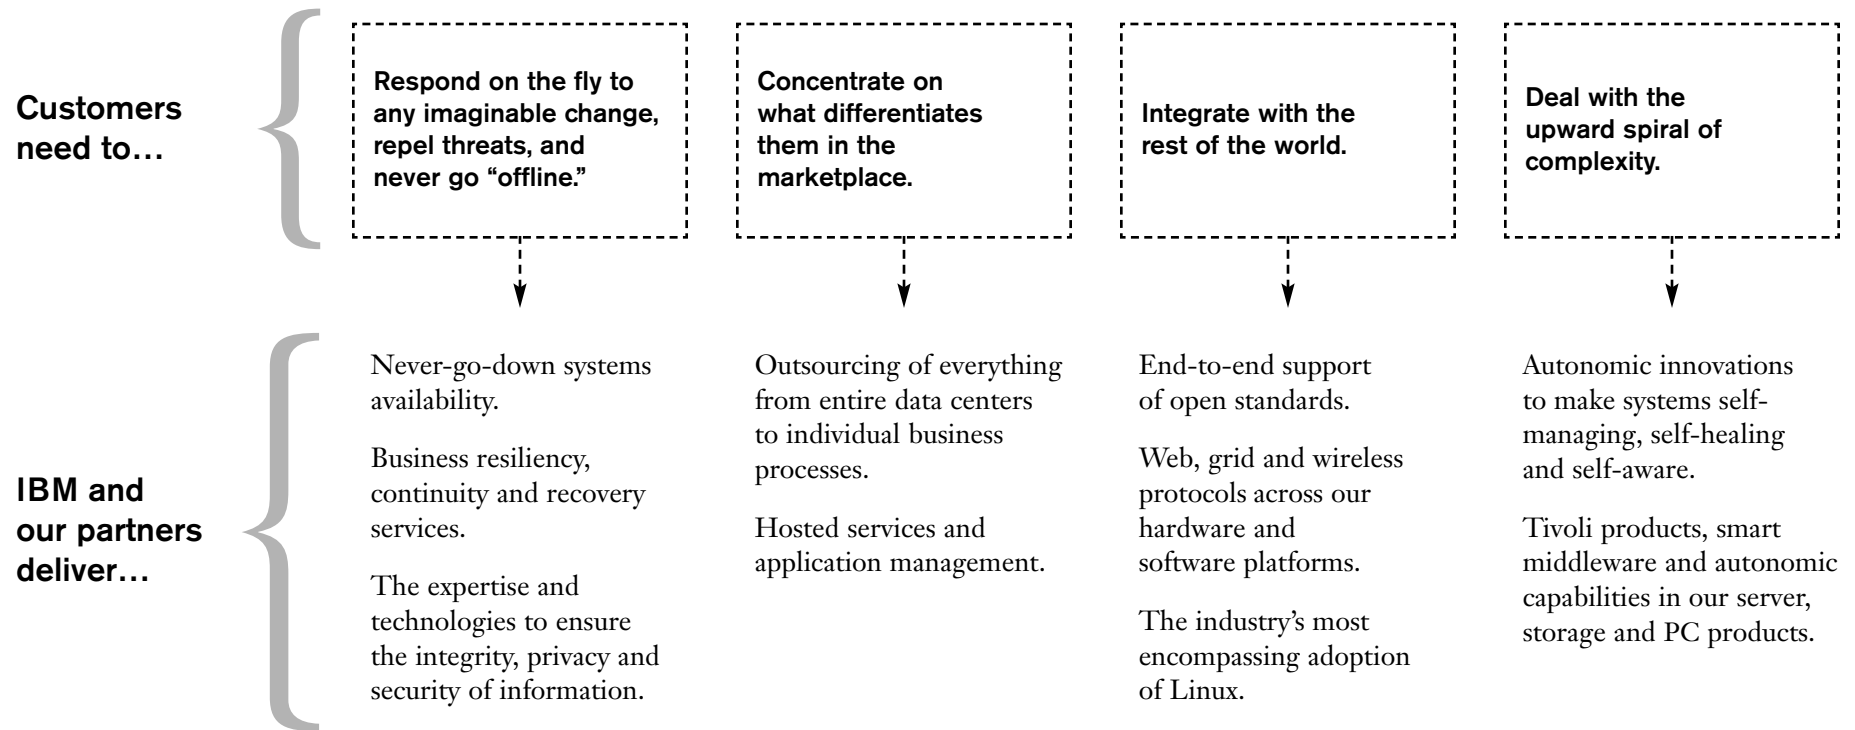 Customers
need to…
Respond on the fly to
any imaginable change,
repel threats, and
never go “offline.”
Concentrate on
what differentiates
them in the
marketplace.
Integrate with the
rest of the world.
Deal with the
upward spiral of
complexity.
IBM and
our partners
deliver…
Never-go-down systems
availability.
Business resiliency,
continuity and recovery
services.
The expertise and
technologies to ensure
the integrity, privacy and
security of information.
Outsourcing of everything
from entire data centers
to individual business
processes.
Hosted services and
application management.
End-to-end support
of open standards.
Web, grid and wireless
protocols across our
hardware and
software platforms.
The industry’s most
encompassing adoption
of Linux.
Autonomic innovations
to make systems self-
managing, self-healing
and self-aware.
Tivoli products, smart
middleware and autonomic
capabilities in our server,
storage and PC products.